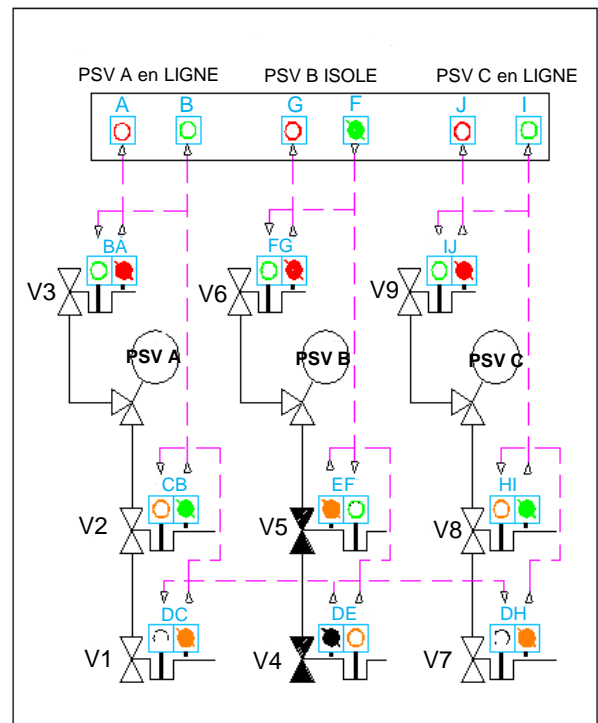 PSV A en LIGNE PSV B ISOLE PSV C en LIGNE
A B G F J I
BA FG IJ
V3 V6 V9
PSV A PSV B PSV C
CB EF HI
V2 V5 V8
DC DE DH
V1 V4 V7